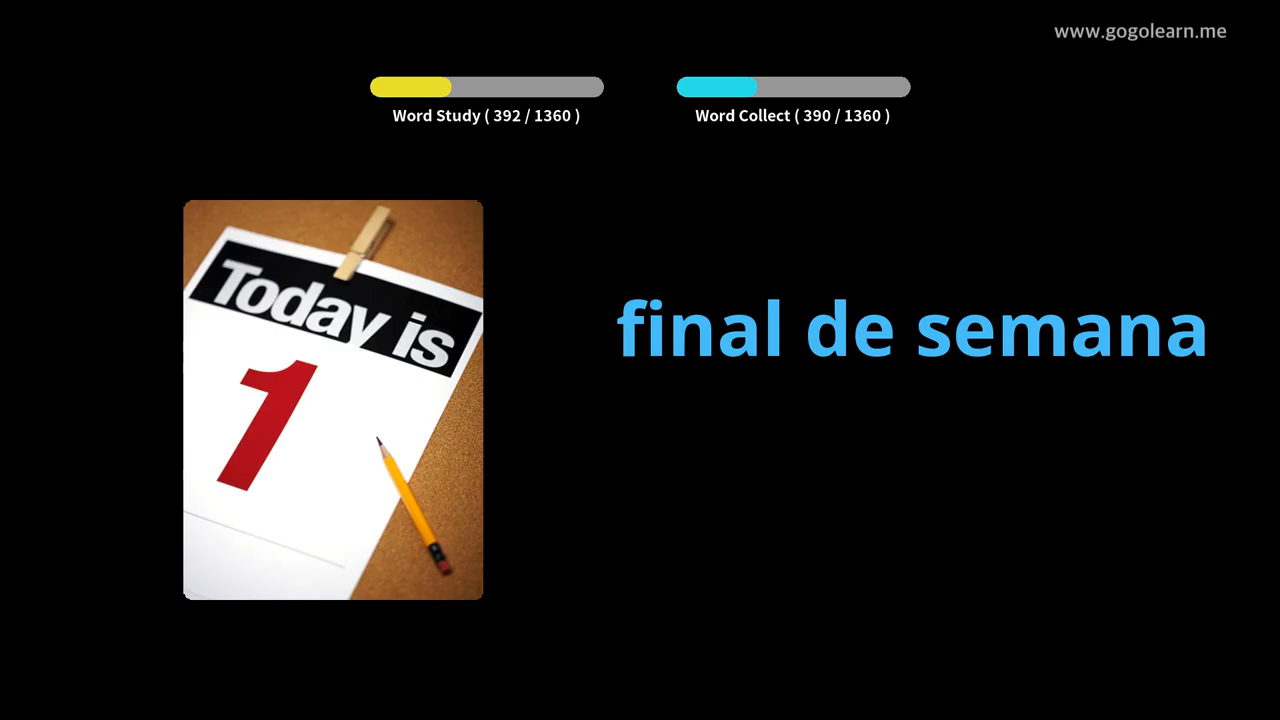 www.gogolearn.me
Word Study ( 392 / 1360 )
Word Collect ( 390 / 1360 )
Today is
1
final de semana